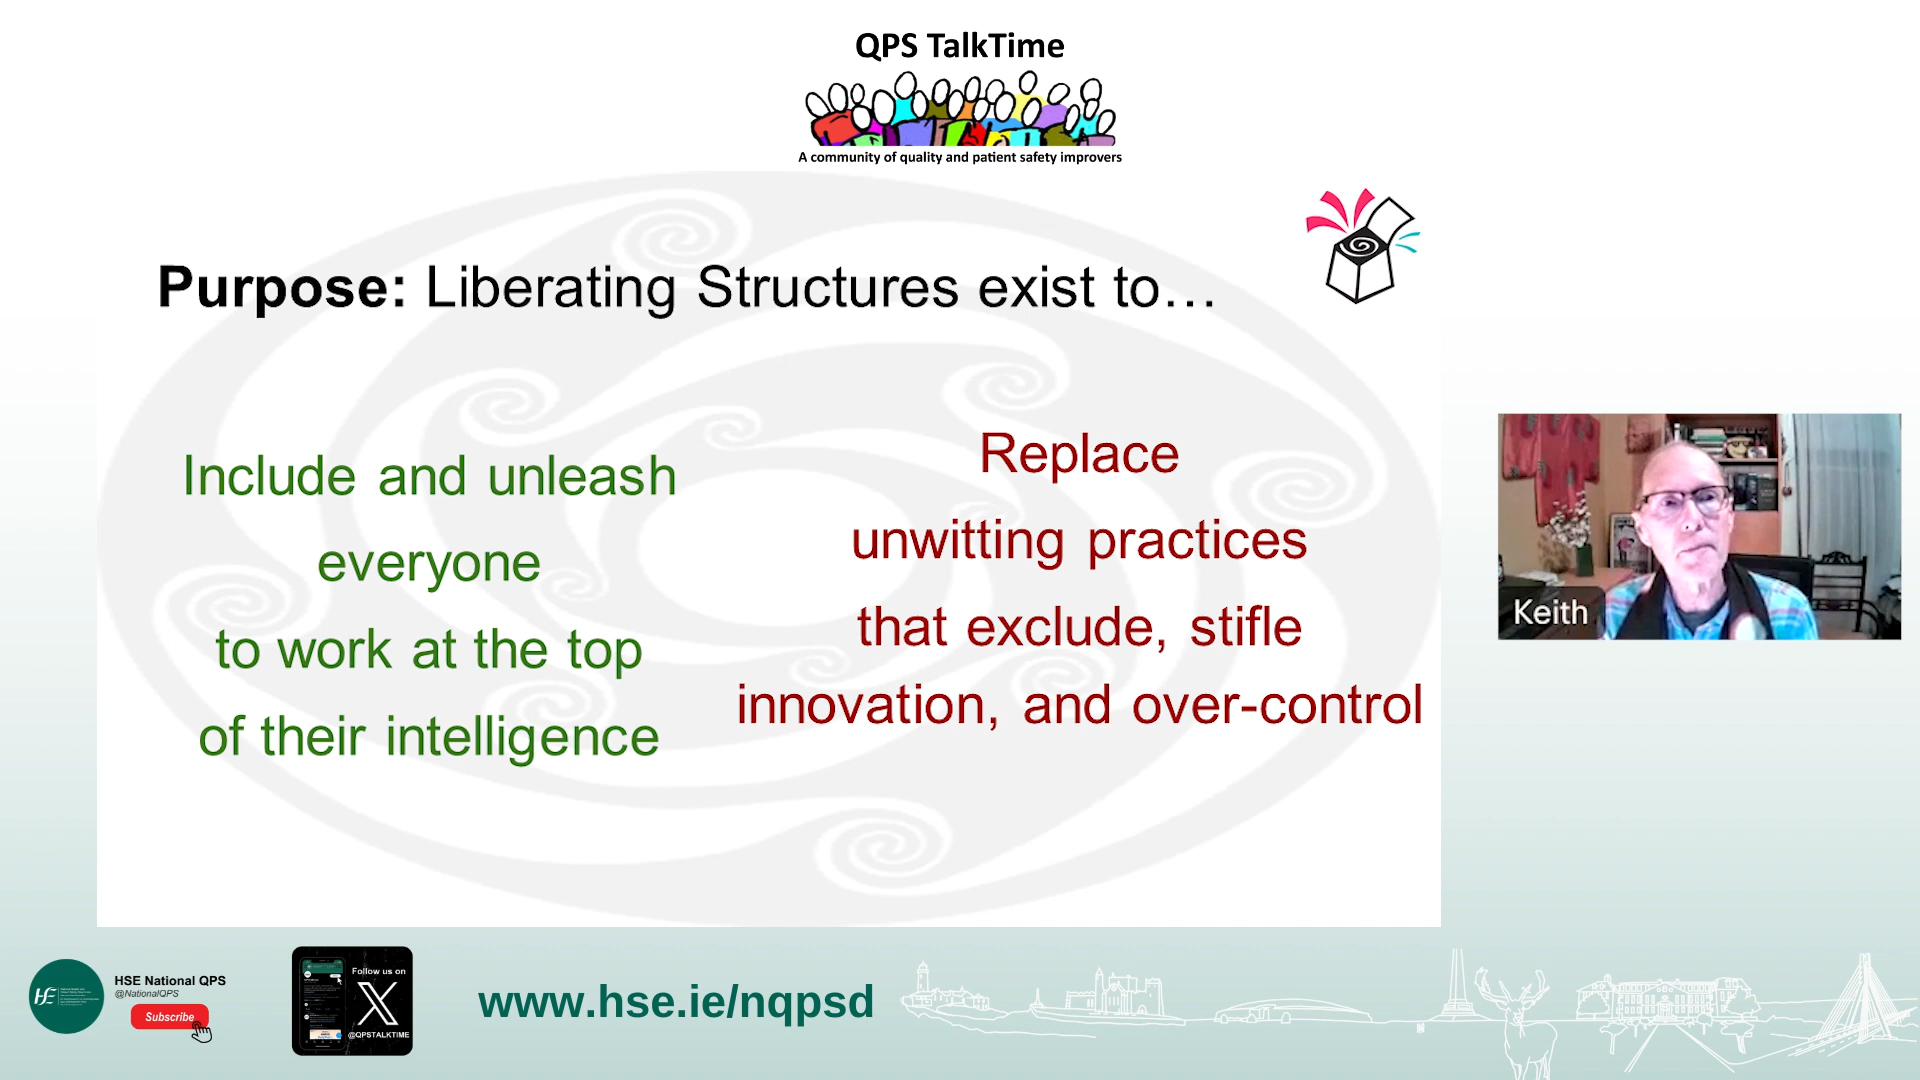 QPS TalkTime
A community of quality and patient safety improvers
Purpose: Liberating Structures exist to…
Include and unleash
everyone
to work at the top
of their intelligence
Replace
unwitting practices
that exclude, stifle
innovation, and over-control
Keith
HSE National QPS
@NationalQPS
Subscribe
Follow us on
X
@QPSTALKTIME
www.hse.ie/nqpsd